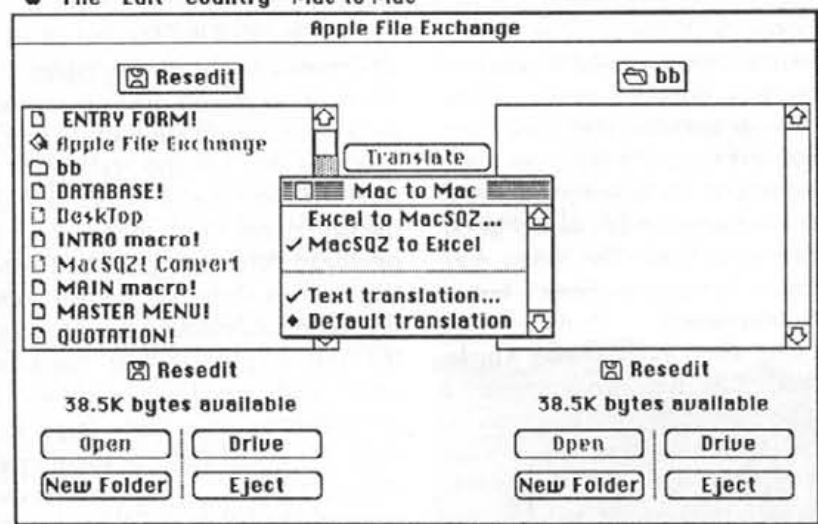 File Edit Country Mac to Mac
Apple File Exchange
Resedit
bb
ENTRY FORM!
Apple File Exchange
bb
DATABASE!
DeskTop
INTRO macro!
MacSQZ! Convert
MAIN macro!
MASTER MENU!
QUOTATION!
Translate
Mac to Mac
Excel to MacSQZ...
MacSQZ to Excel
Text translation...
Default translation
Resedit
38.5K bytes available
Open Drive
New Folder Eject
Resedit
38.5K bytes available
Open Drive
New Folder Eject